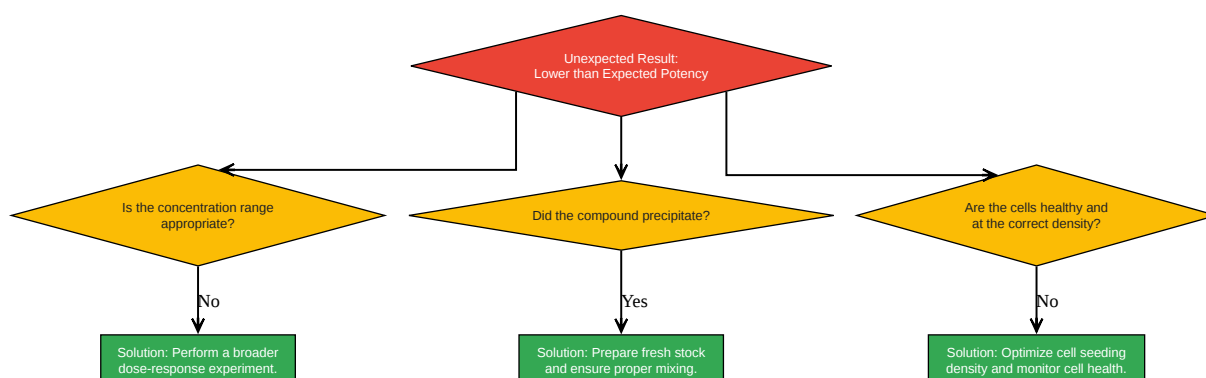 Unexpected Result:
Lower than Expected Potency
Is the concentration range
appropriate?
Did the compound precipitate?
Are the cells healthy and
at the correct density?
No
Yes
No
Solution: Perform a broader
dose-response experiment.
Solution: Prepare fresh stock
and ensure proper mixing.
Solution: Optimize cell seeding
density and monitor cell health.